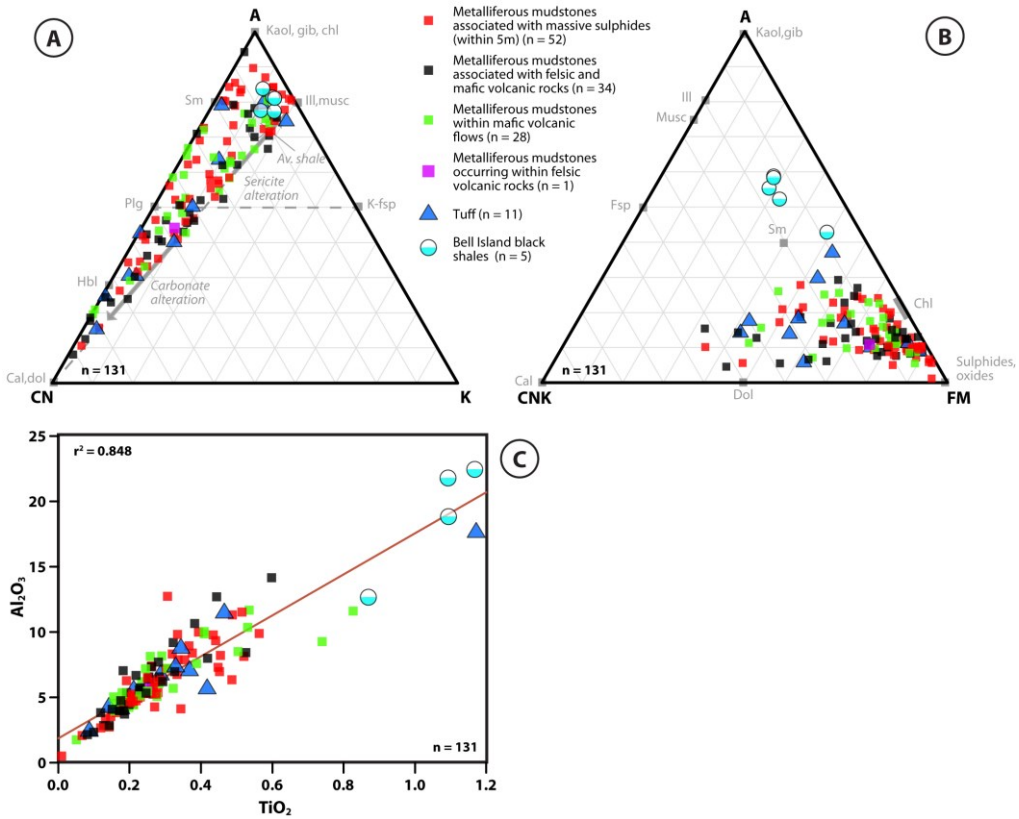 A
A
Kaol, gib, chl
Sm
Ill,musc
Av. shale
Sericite
alteration
Plg
K-fsp
Hbl
Carbonate
alteration
Cal,dol
n = 131
CN
K
Metalliferous mudstones
associated with massive sulphides
(within 5m) (n = 52)
Metalliferous mudstones
associated with felsic and
mafic volcanic rocks (n = 34)
Metalliferous mudstones
within mafic volcanic
flows (n = 28)
Metalliferous mudstones
occurring within felsic
volcanic rocks (n = 1)
Tuff (n = 11)
Bell Island black
shales (n = 5)
A
B
Kaol,gib
Ill
Musc
Fsp
Sm
Chl
Sulphides,
oxides
Cal
n = 131
CNK
Dol
FM
C
r² = 0.848
25
20
15
10
5
0
Al₂O₃
n = 131
0.0
0.2
0.4
0.6
0.8
1.0
1.2
TiO₂